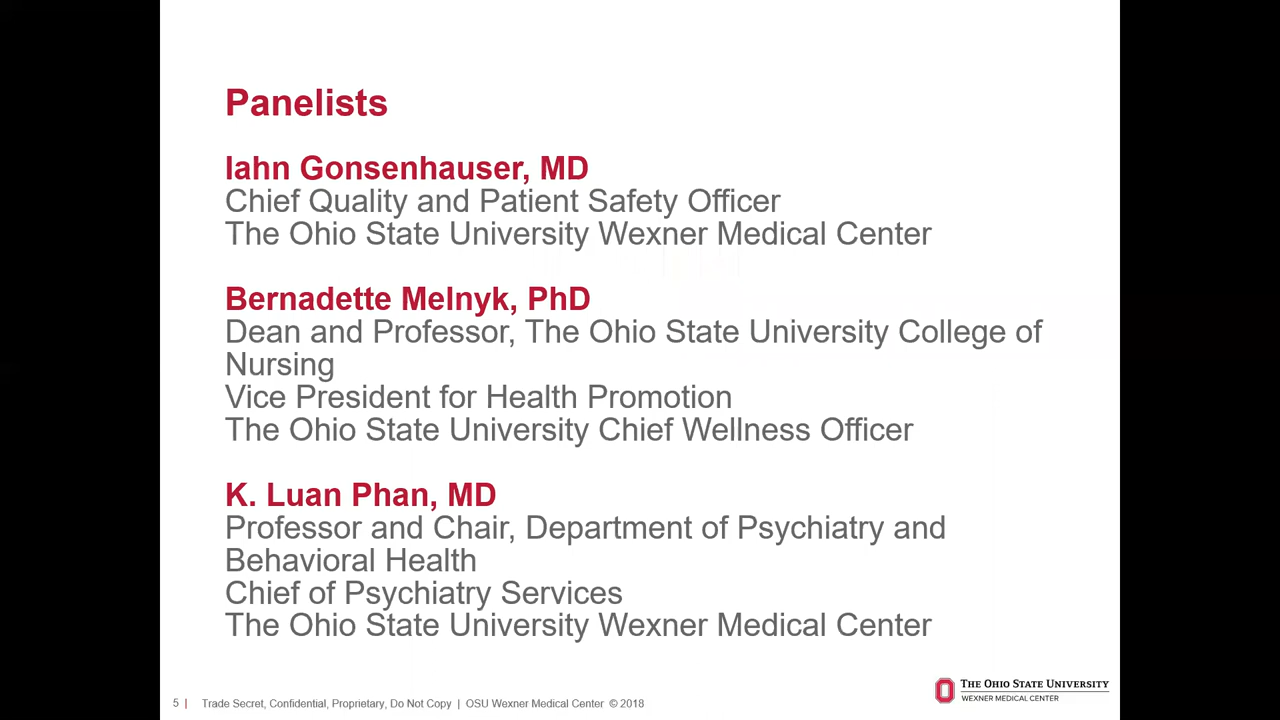 Panelists
Iahn Gonsenhauser, MD
Chief Quality and Patient Safety Officer
The Ohio State University Wexner Medical Center
Bernadette Melnyk, PhD
Dean and Professor, The Ohio State University College of
Nursing
Vice President for Health Promotion
The Ohio State University Chief Wellness Officer
K. Luan Phan, MD
Professor and Chair, Department of Psychiatry and
Behavioral Health
Chief of Psychiatry Services
The Ohio State University Wexner Medical Center
5 | Trade Secret, Confidential, Proprietary, Do Not Copy | OSU Wexner Medical Center © 2018
THE OHIO STATE UNIVERSITY
WEXNER MEDICAL CENTER